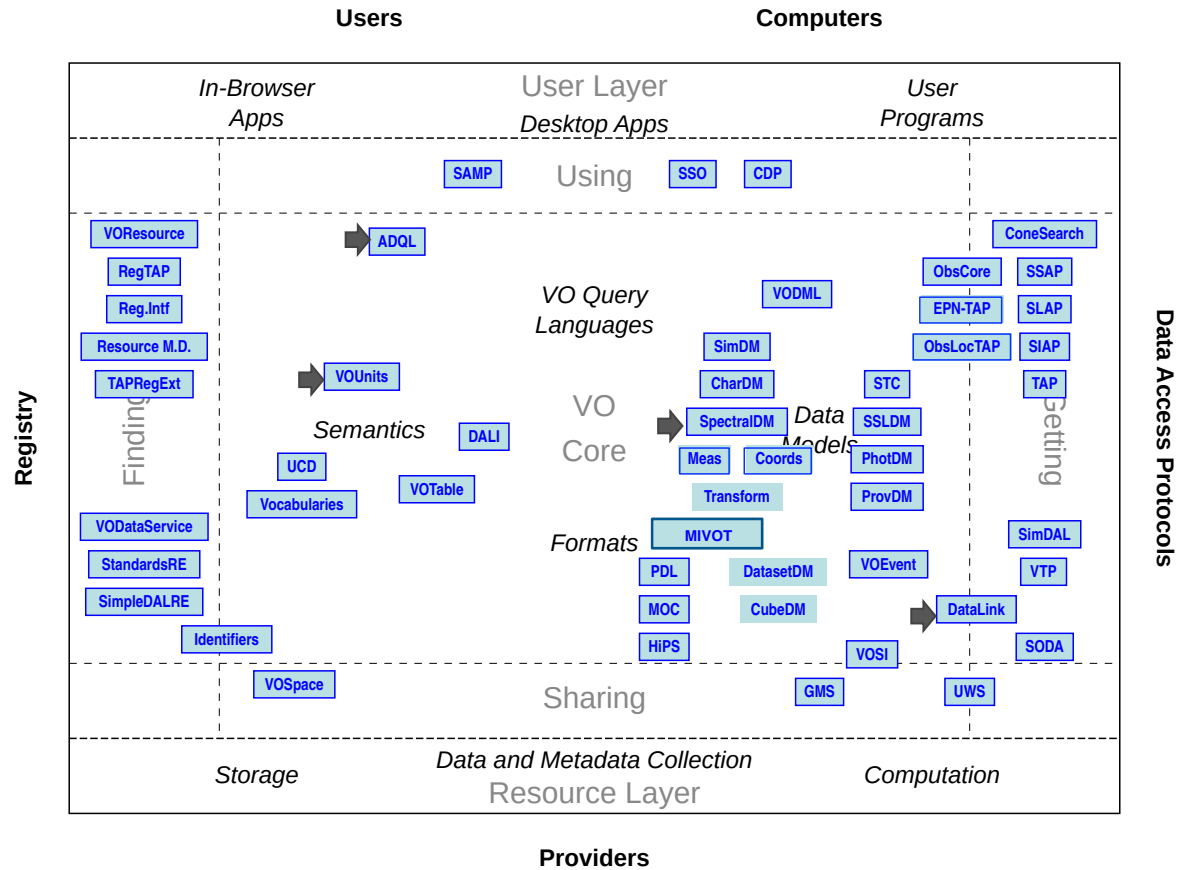 Users
Computers
In-Browser
Apps
User Layer
Desktop Apps
User
Programs
SAMP
Using
SSO
CDP
VOResource
RegTAP
Reg.Intf
Resource M.D.
TAPRegExt
Finding
VODataService
StandardsRE
SimpleDALRE
Identifiers
Registry
ADQL
VOUnits
Semantics
DALI
UCD
Vocabularies
VOTable
VO Query
Languages
VO
Core
Formats
VODML
SimDM
CharDM
SpectralDM
Data
Models
Meas
Coords
Transform
MIVOT
PDL
DatasetDM
MOC
CubeDM
HiPS
STC
SSLDM
PhotDM
ProvDM
VOEvent
VOSI
ObsCore
EPN-TAP
ObsLocTAP
DataLink
ConeSearch
SSAP
SLAP
SIAP
TAP
Getting
SimDAL
VTP
SODA
Data Access Protocols
VOSpace
Sharing
GMS
UWS
Storage
Data and Metadata Collection
Resource Layer
Computation
Providers